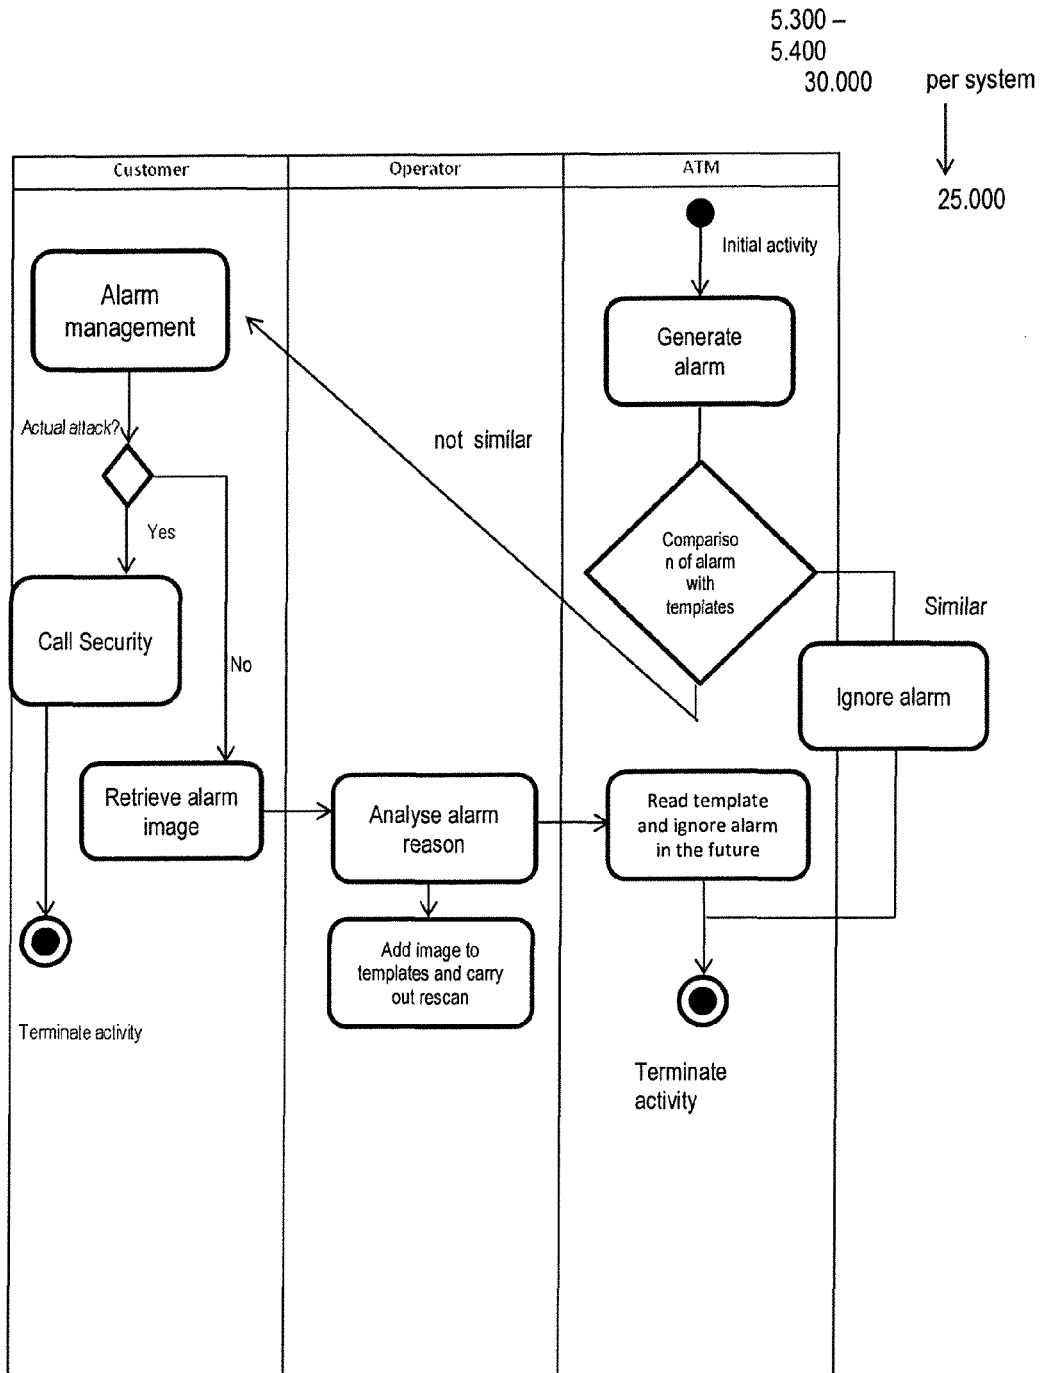 5.300 –
5.400
30.000 per system
25.000
Customer Operator ATM
Initial activity
Alarm
management
Generate
alarm
Actual attack?
not similar
Yes
Compariso
n of alarm
with
templates
Similar
Call Security
No
Ignore alarm
Retrieve alarm
image
Analyse alarm
reason
Read template
and ignore alarm
in the future
Add image to
templates and carry
out rescan
Terminate activity
Terminate
activity